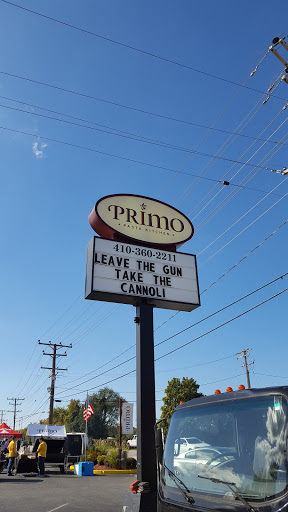 PRiMO
PASTA KITCHEN
410-360-2211
LEAVE THE GUN
TAKE THE
CANNOLI